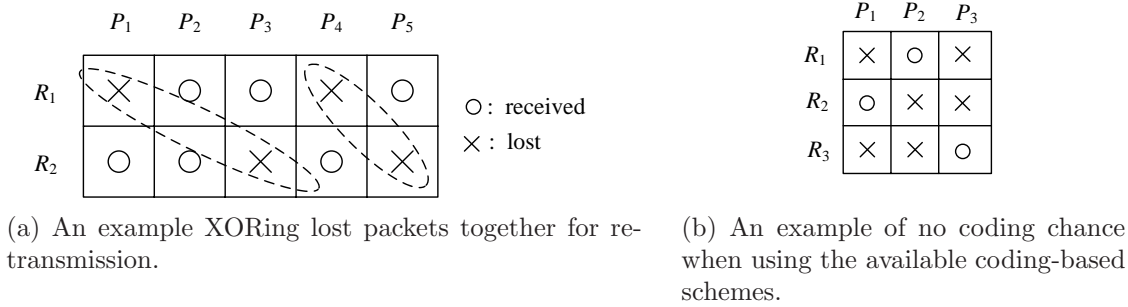 P1 P2 P3 P4 P5
R1
R2
○ : received
× : lost
(a) An example XORing lost packets together for re-
transmission.
P1 P2 P3
R1
R2
R3
(b) An example of no coding chance
when using the available coding-based
schemes.